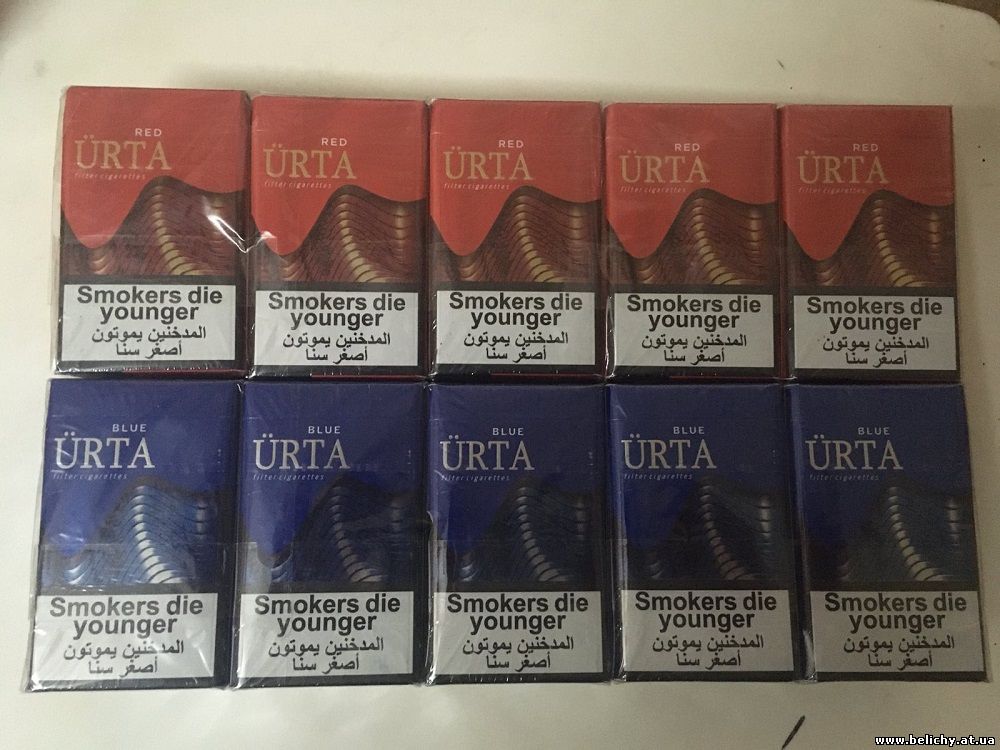 RED
ÜRTA
filter cigarettes
Smokers die
younger
المدخنين يموتون
أصغر سنا
RED
ÜRTA
filter cigarettes
Smokers die
younger
المدخنين يموتون
أصغر سنا
RED
ÜRTA
filter cigarettes
Smokers die
younger
المدخنين يموتون
أصغر سنا
RED
ÜRTA
filter cigarettes
Smokers die
younger
المدخنين يموتون
أصغر سنا
RED
ÜRTA
filter cigarettes
Smokers die
younger
المدخنين يموتون
أصغر سنا
BLUE
ÜRTA
filter cigarettes
Smokers die
younger
المدخنين يموتون
أصغر سنا
BLUE
ÜRTA
filter cigarettes
Smokers die
younger
المدخنين يموتون
أصغر سنا
BLUE
ÜRTA
filter cigarettes
Smokers die
younger
المدخنين يموتون
أصغر سنا
BLUE
ÜRTA
filter cigarettes
Smokers die
younger
المدخنين يموتون
أصغر سنا
BLUE
ÜRTA
filter cigarettes
Smokers die
younger
المدخنين يموتون
أصغر سنا
www.belichy.at.ua